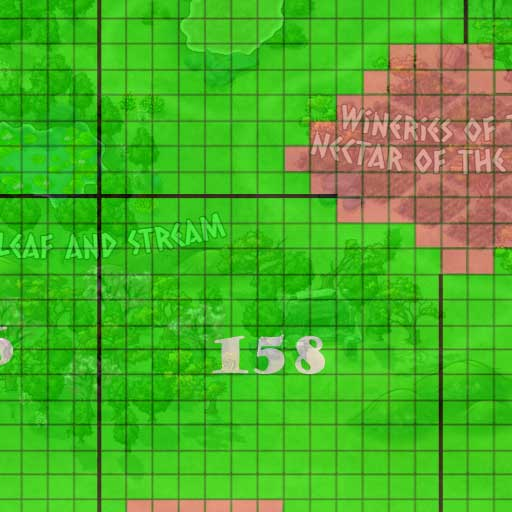 WINERIES OF
NECTAR OF THE
LEAF AND STREAM
158